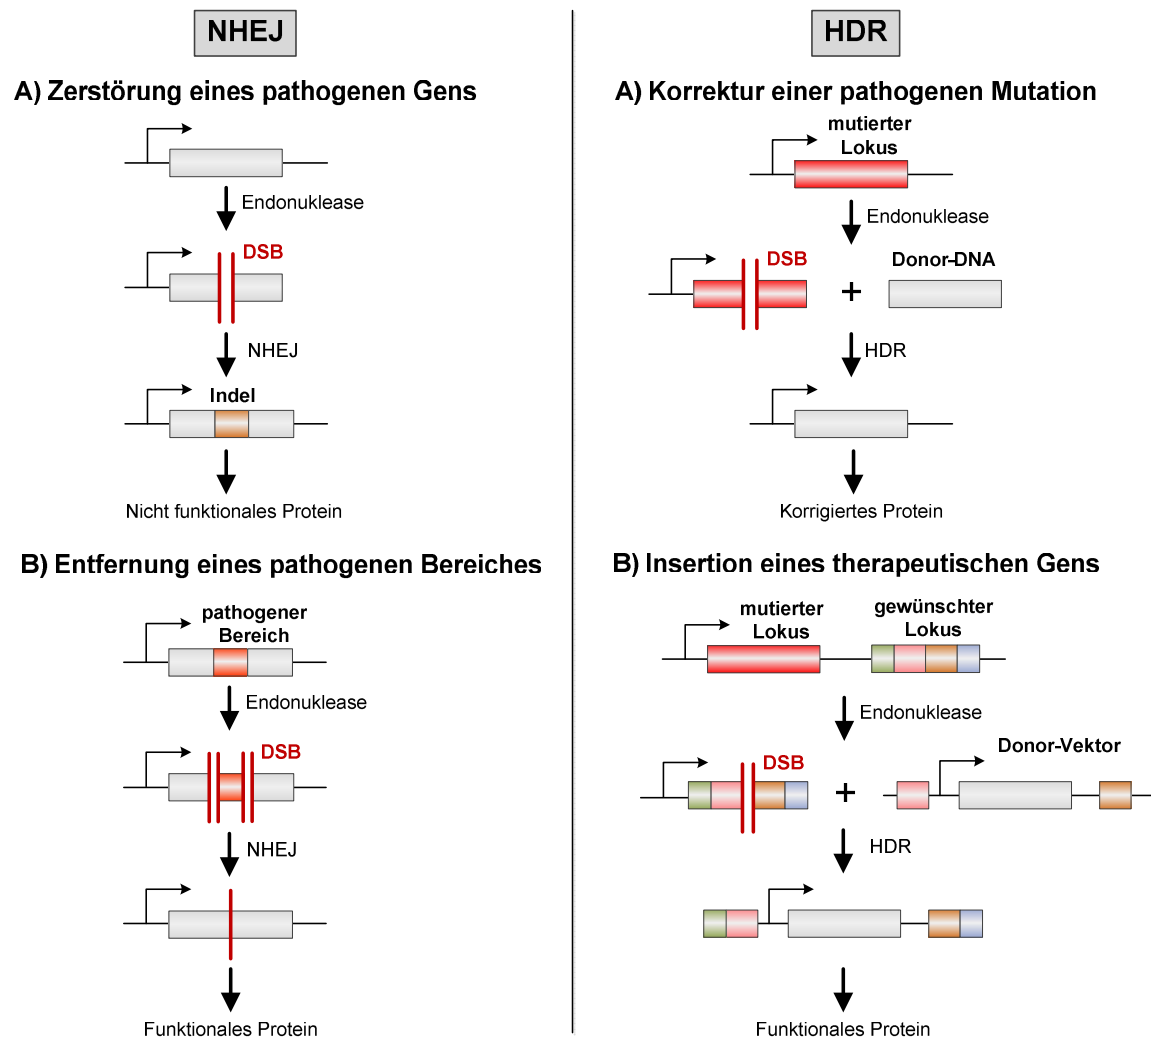 NHEJ
A) Zerstörung eines pathogenen Gens
Endonuklease
DSB
NHEJ
Indel
Nicht funktionales Protein
B) Entfernung eines pathogenen Bereiches
pathogener
Bereich
Endonuklease
DSB
NHEJ
Funktionales Protein
HDR
A) Korrektur einer pathogenen Mutation
mutierter
Lokus
Endonuklease
DSB
+
Donor-DNA
HDR
Korrigiertes Protein
B) Insertion eines therapeutischen Gens
mutierter
Lokus
gewünschter
Lokus
Endonuklease
DSB
+
Donor-Vektor
HDR
Funktionales Protein